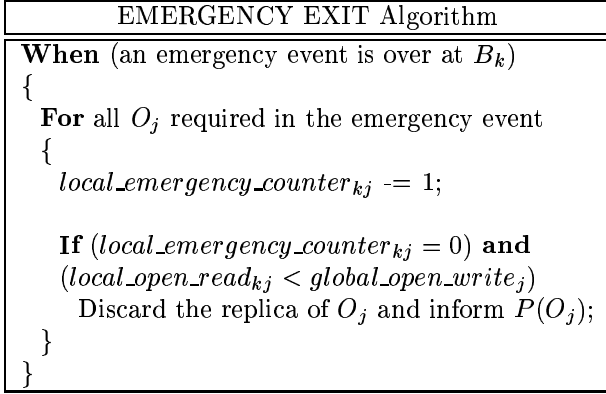 EMERGENCY EXIT Algorithm
When (an emergency event is over at B_k)
{
For all O_j required in the emergency event
{
local_emergency_counter_kj -= 1;
If (local_emergency_counter_kj = 0) and
(local_open_read_kj < global_open_write_j)
Discard the replica of O_j and inform P(O_j);
}
}